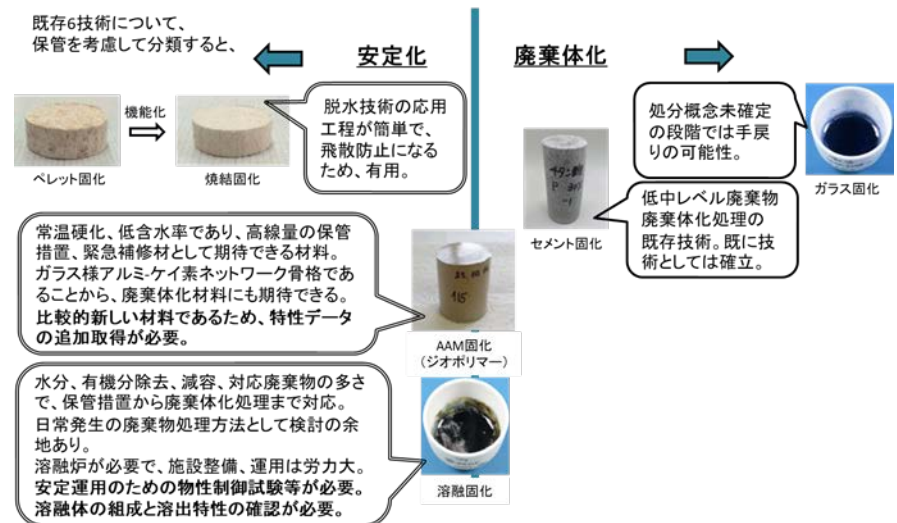 既存6技術について、
保管を考慮して分類すると、
安定化
廃棄体化
機能化
ペレット固化
焼結固化
脱水技術の応用
工程が簡単で、
飛散防止になる
ため、有用。
処分概念未確定
の段階では手戻
りの可能性。
ガラス固化
セメント固化
低中レベル廃棄物
廃棄体化処理の
既存技術。既に技
術としては確立。
常温硬化、低含水率であり、高線量の保管
措置、緊急補修材として期待できる材料。
ガラス様アルミ-ケイ素ネットワーク骨格であ
ることから、廃棄体化材料にも期待できる。
比較的新しい材料であるため、特性データ
の追加取得が必要。
115
AAM固化
(ジオポリマー)
水分、有機分除去、減容、対応廃棄物の多さ
で、保管措置から廃棄体化処理まで対応。
日常発生の廃棄物処理方法として検討の余
地あり。
溶融炉が必要で、施設整備、運用は労力大。
安定運用のための物性制御試験等が必要。
溶融体の組成と溶出特性の確認が必要。
溶融固化